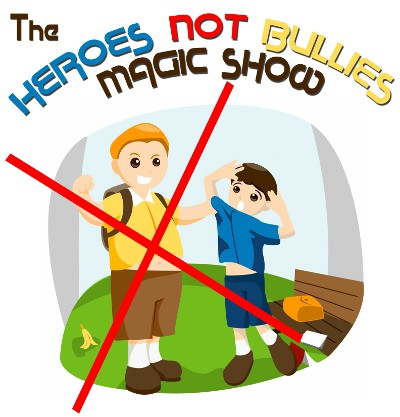 The
HEROES NOT BULLIES
MAGIC SHOW